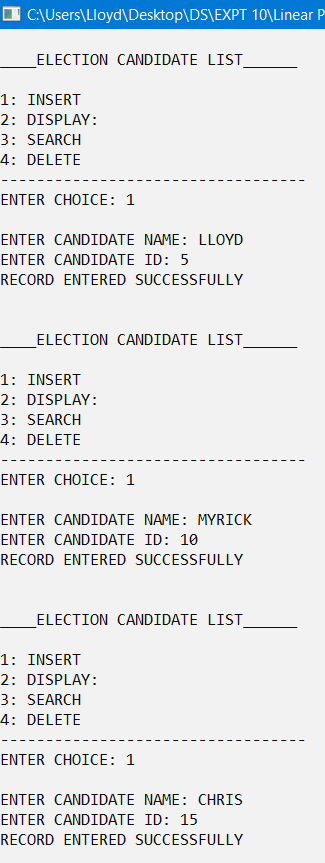 C:\Users\Lloyd\Desktop\DS\EXPT 10\Linear P
____ELECTION CANDIDATE LIST______
1: INSERT
2: DISPLAY:
3: SEARCH
4: DELETE
----------------------------------
ENTER CHOICE: 1
ENTER CANDIDATE NAME: LLOYD
ENTER CANDIDATE ID: 5
RECORD ENTERED SUCCESSFULLY
____ELECTION CANDIDATE LIST______
1: INSERT
2: DISPLAY:
3: SEARCH
4: DELETE
----------------------------------
ENTER CHOICE: 1
ENTER CANDIDATE NAME: MYRICK
ENTER CANDIDATE ID: 10
RECORD ENTERED SUCCESSFULLY
____ELECTION CANDIDATE LIST______
1: INSERT
2: DISPLAY:
3: SEARCH
4: DELETE
----------------------------------
ENTER CHOICE: 1
ENTER CANDIDATE NAME: CHRIS
ENTER CANDIDATE ID: 15
RECORD ENTERED SUCCESSFULLY